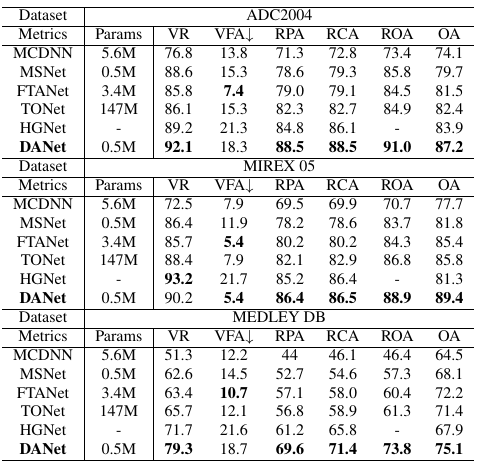 Dataset ADC2004
Metrics Params VR VFA↓ RPA RCA ROA OA
MCDNN 5.6M 76.8 13.8 71.3 72.8 73.4 74.1
MSNet 0.5M 88.6 15.3 78.6 79.3 85.8 79.7
FTANet 3.4M 85.8 7.4 79.0 79.1 84.5 81.5
TONet 147M 86.1 15.3 82.3 82.7 84.9 82.4
HGNet - 89.2 21.3 84.8 86.1 - 83.9
DANet 0.5M 92.1 18.3 88.5 88.5 91.0 87.2
Dataset MIREX 05
Metrics Params VR VFA↓ RPA RCA ROA OA
MCDNN 5.6M 72.5 7.9 69.5 69.9 70.7 77.7
MSNet 0.5M 86.4 11.9 78.2 78.6 83.7 81.8
FTANet 3.4M 85.7 5.4 80.2 80.2 84.3 85.4
TONet 147M 88.4 7.9 82.1 82.9 86.8 85.8
HGNet - 93.2 21.7 85.2 86.4 - 81.3
DANet 0.5M 90.2 5.4 86.4 86.5 88.9 89.4
Dataset MEDLEY DB
Metrics Params VR VFA↓ RPA RCA ROA OA
MCDNN 5.6M 51.3 12.2 44 46.1 46.4 64.5
MSNet 0.5M 62.6 14.5 52.7 54.6 57.3 68.1
FTANet 3.4M 63.4 10.7 57.1 58.0 60.4 72.2
TONet 147M 65.7 12.1 56.8 58.9 61.3 71.4
HGNet - 71.7 21.6 61.2 65.8 - 67.9
DANet 0.5M 79.3 18.7 69.6 71.4 73.8 75.1